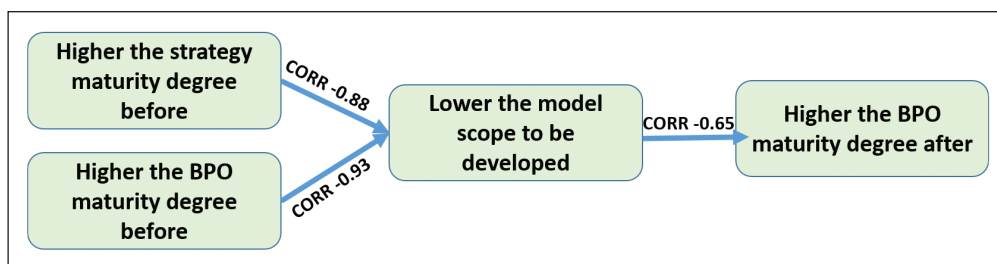 Higher the strategy
maturity degree
before
CORR -0.88
Higher the BPO
maturity degree
before
CORR -0.93
Lower the model
scope to be
developed
CORR -0.65
Higher the BPO
maturity degree after